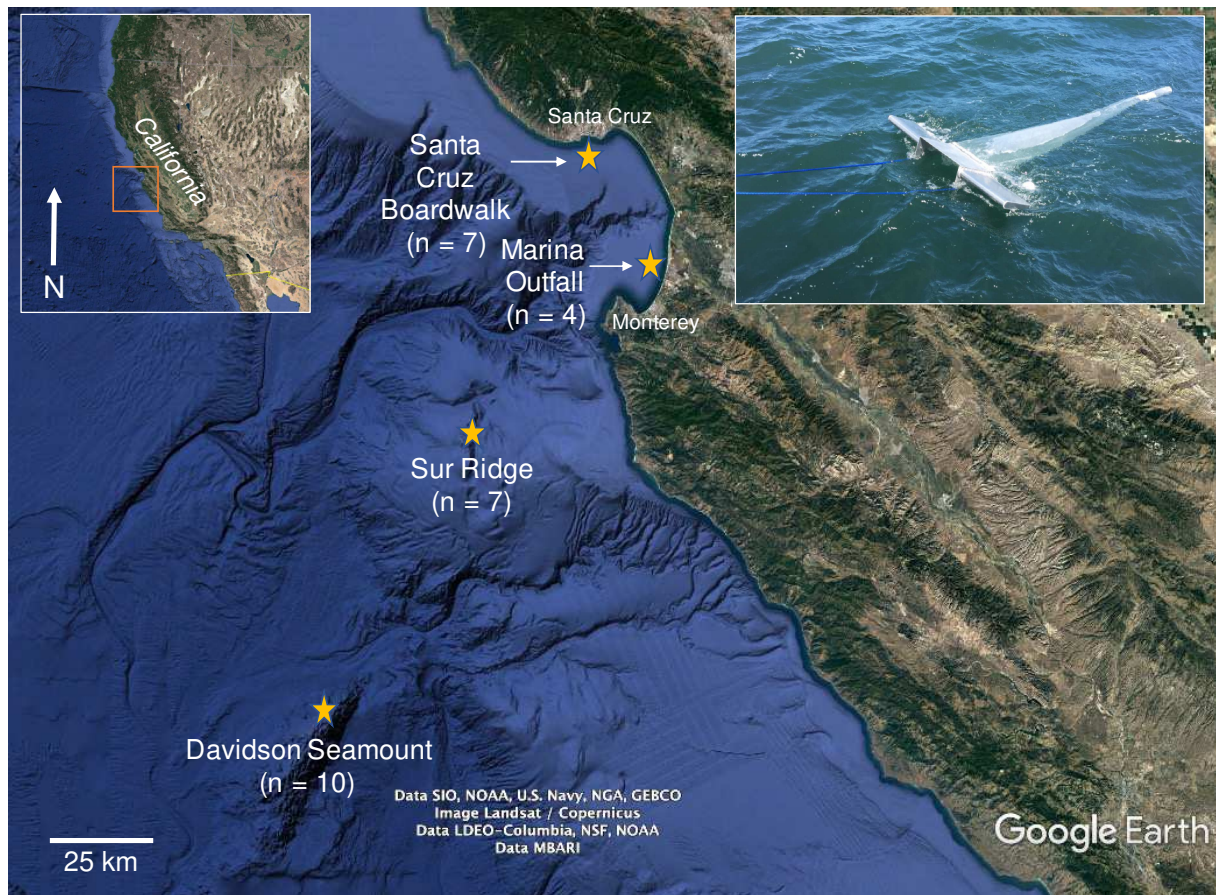 California
N
Santa Cruz
Santa
Cruz
Boardwalk
(n = 7)
Marina
Outfall
(n = 4)
Monterey
Sur Ridge
(n = 7)
Davidson Seamount
(n = 10)
Data SIO, NOAA, U.S. Navy, NGA, GEBCO
Image Landsat / Copernicus
Data LDEO-Columbia, NSF, NOAA
Data MBARI
25 km
Google Earth